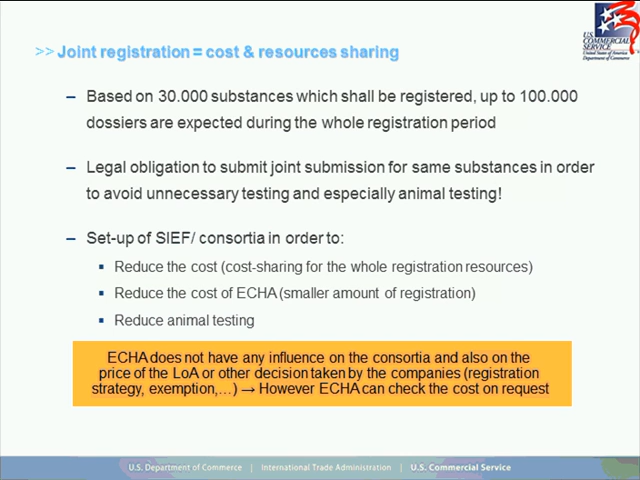 U.S.
COMMERCIAL
SERVICE
United States of America
Department of Commerce
>> Joint registration = cost & resources sharing
– Based on 30.000 substances which shall be registered, up to 100.000
dossiers are expected during the whole registration period
– Legal obligation to submit joint submission for same substances in order
to avoid unnecessary testing and especially animal testing!
– Set-up of SIEF/ consortia in order to:
▪ Reduce the cost (cost-sharing for the whole registration resources)
▪ Reduce the cost of ECHA (smaller amount of registration)
▪ Reduce animal testing
ECHA does not have any influence on the consortia and also on the
price of the LoA or other decision taken by the companies (registration
strategy, exemption,…) → However ECHA can check the cost on request
U.S. Department of Commerce | International Trade Administration | U.S. Commercial Service